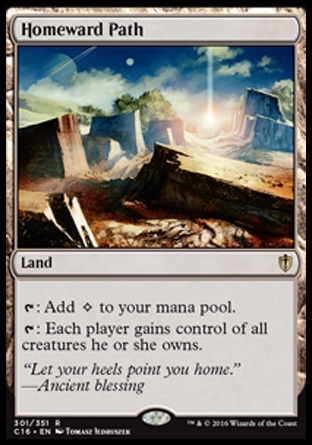 Homeward Path
Land
: Add to your mana pool.
: Each player gains control of all
creatures he or she owns.
“Let your heels point you home.”
—Ancient blessing
301/351 R
C16 • EN Tomasz Jedruszek
™ & © 2016 Wizards of the Coast